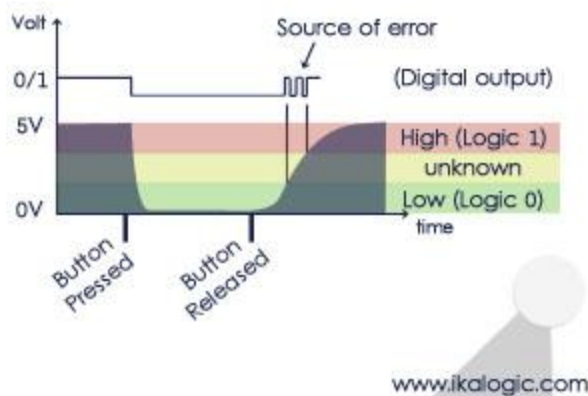 Volt
Source of error
0/1
(Digital output)
5V
High (Logic 1)
unknown
Low (Logic 0)
0V
time
Button
Pressed
Button
Released
www.ikalogic.com